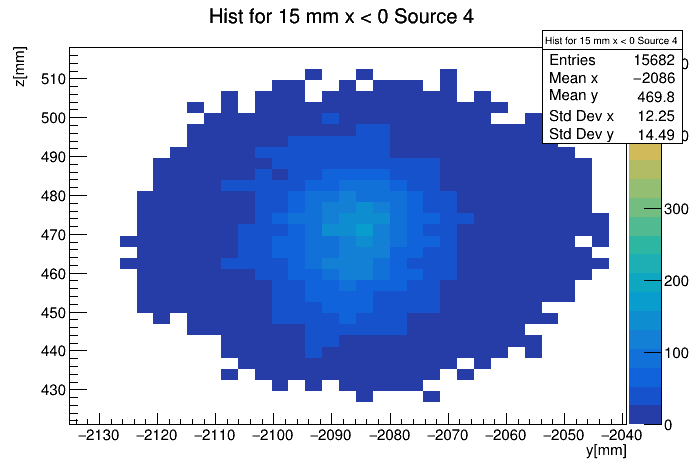 Hist for 15 mm x < 0 Source 4
Hist for 15 mm x < 0 Source 4
Entries 15682
Mean x −2086
Mean y 469.8
Std Dev x 12.25
Std Dev y 14.49
z[mm]
510
500
490
480
470
460
450
440
430
−2130 −2120 −2110 −2100 −2090 −2080 −2070 −2060 −2050 −2040
y[mm]
0
0
300
200
100
0